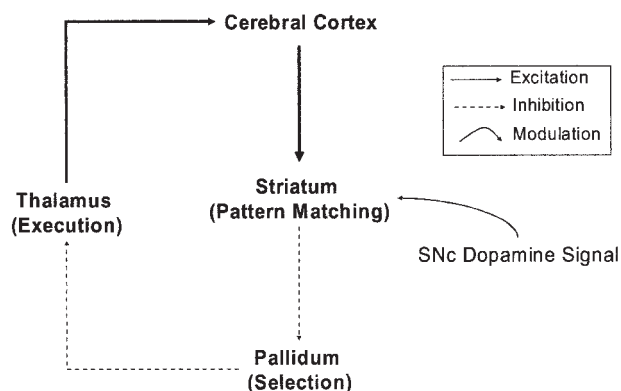 Cerebral Cortex
Excitation
Inhibition
Modulation
Striatum
(Pattern Matching)
Thalamus
(Execution)
SNc Dopamine Signal
Pallidum
(Selection)